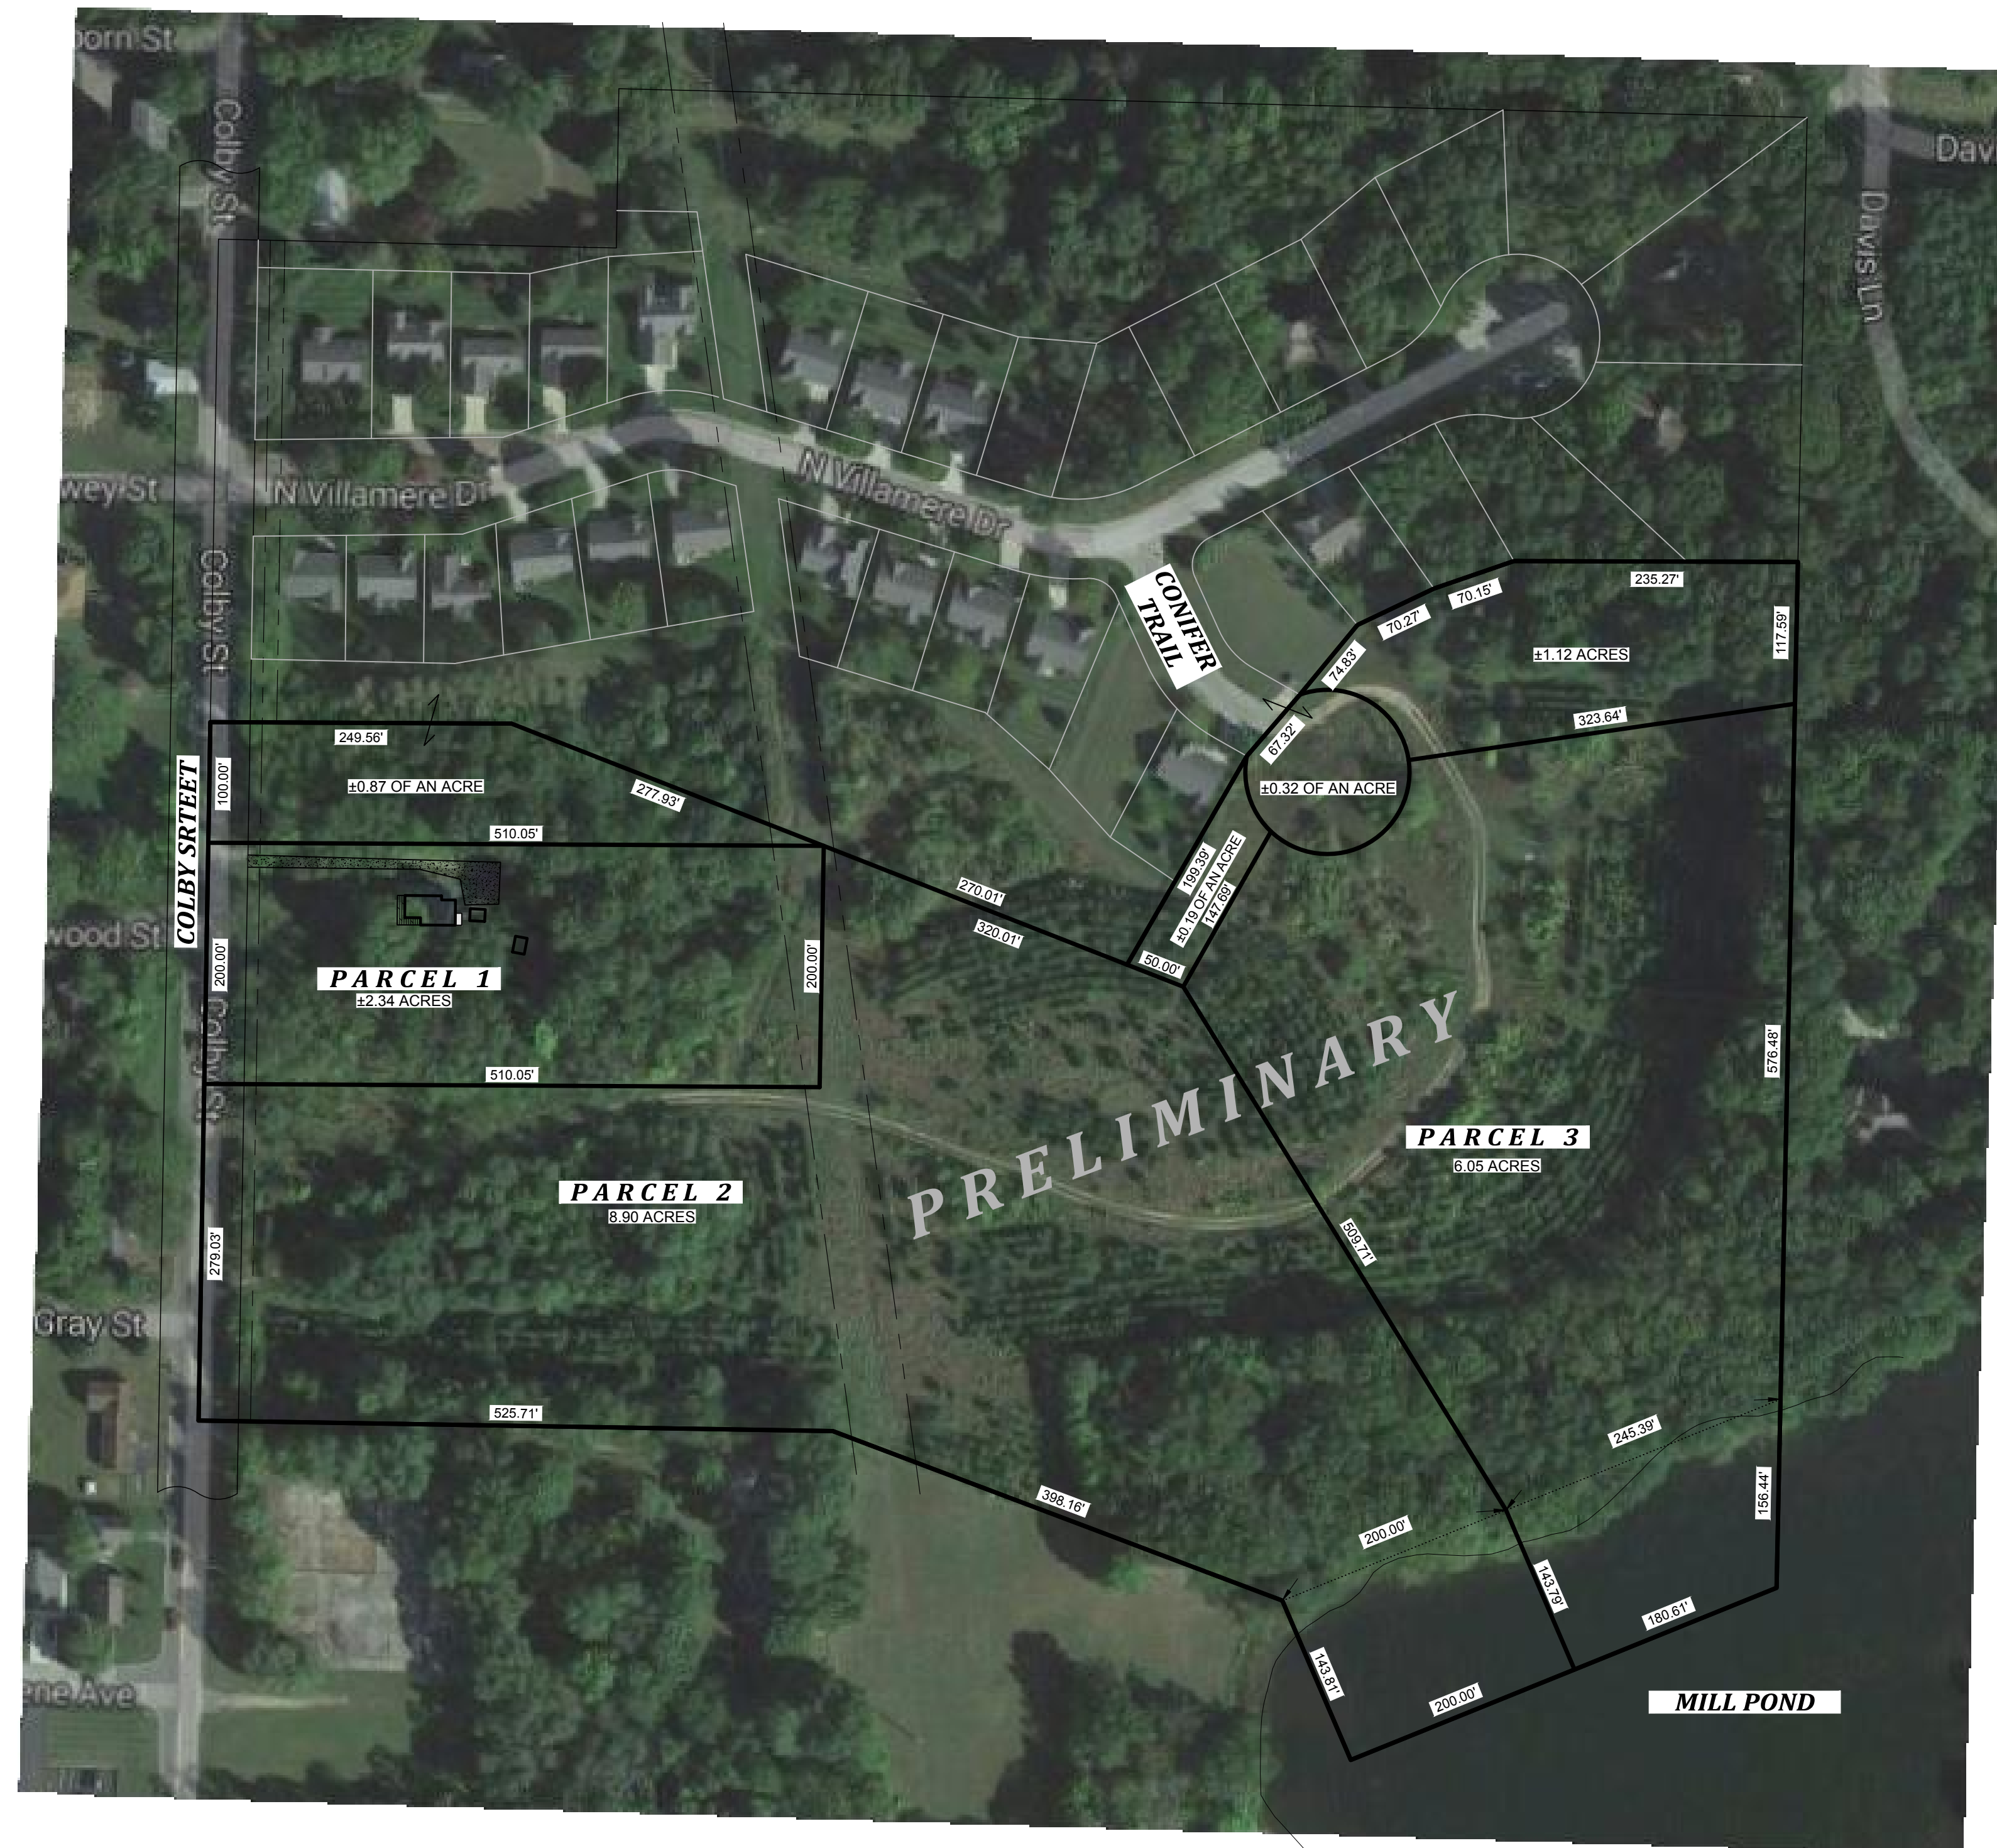 Colby St
Dav
Davis Ln
N Villamere Dr
N Villamere Dr
wey St
Colby St
CONIFER
TRAIL
235.27'
70.15'
70.27'
117.59'
±1.12 ACRES
74.83'
323.64'
67.32'
249.56'
100.00'
±0.87 OF AN ACRE
277.93'
±0.32 OF AN ACRE
COLBY SRTEET
510.05'
270.01'
320.01'
199.39'
±0.19 OF AN ACRE
147.69'
50.00'
wood St
200.00'
PARCEL 1
±2.34 ACRES
200.00'
Colby St
510.05'
PRELIMINARY
576.48'
PARCEL 3
6.05 ACRES
PARCEL 2
8.90 ACRES
279.03'
509.71'
Gray St
525.71'
245.39'
398.16'
200.00'
156.44'
143.79'
180.61'
143.81'
200.00'
ene Ave
MILL POND